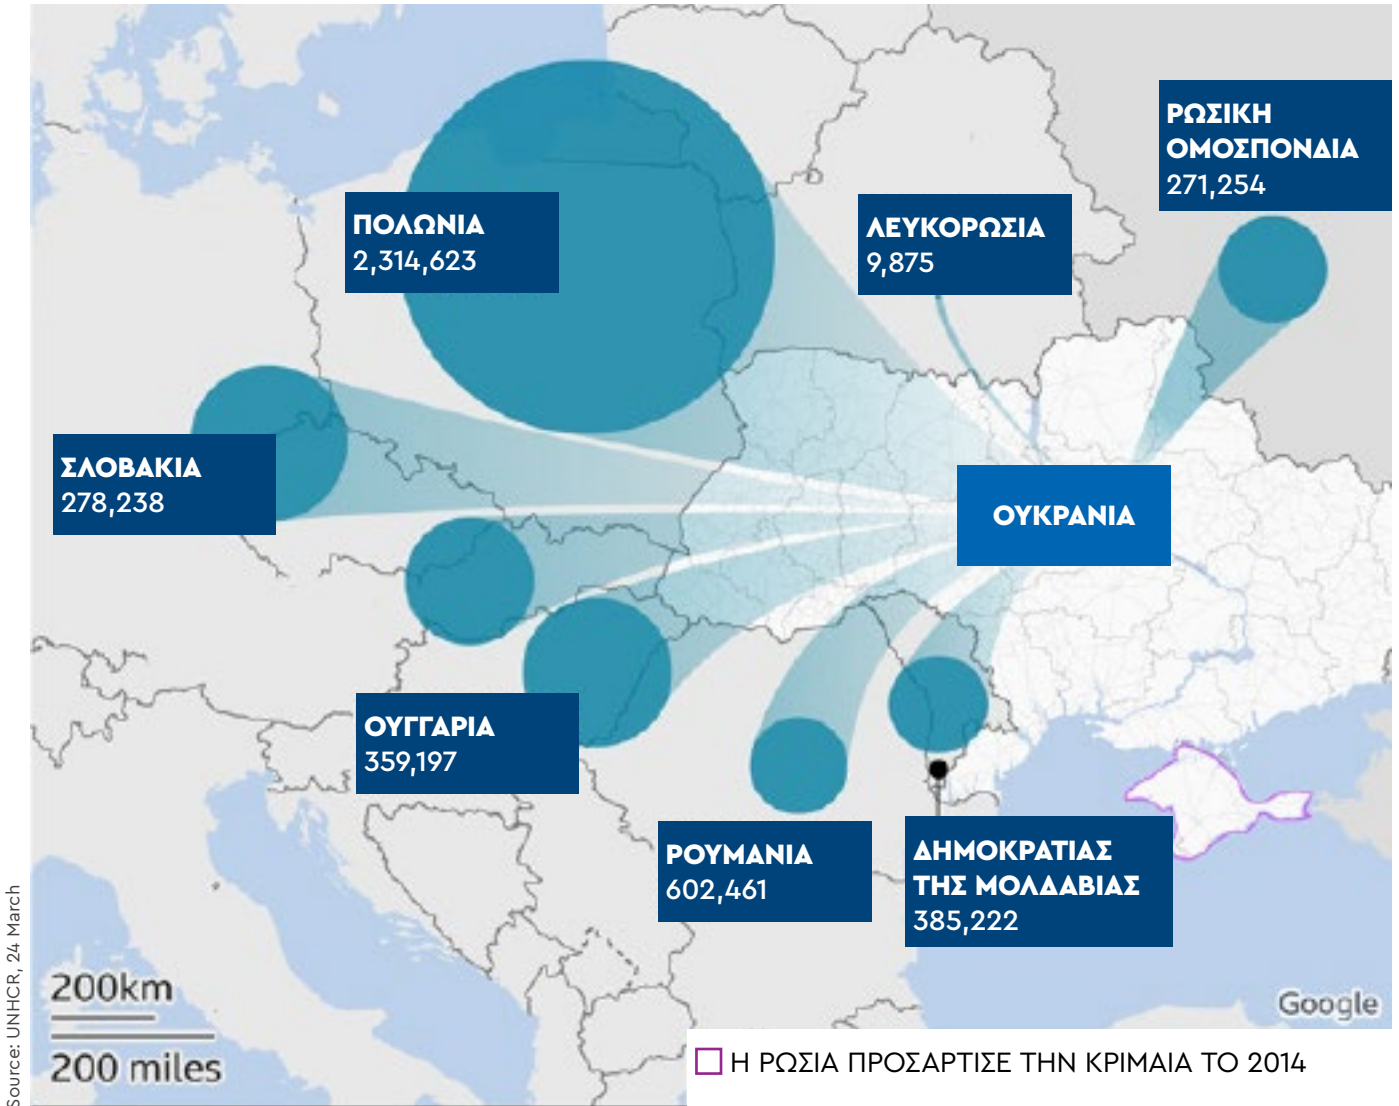 ΡΩΣΙΚΗ
ΟΜΟΣΠΟΝΔΙΑ
271,254
ΠΟΛΩΝΙΑ
2,314,623
ΛΕΥΚΟΡΩΣΙΑ
9,875
ΣΛΟΒΑΚΙΑ
278,238
ΟΥΚΡΑΝΙΑ
ΟΥΓΓΑΡΙΑ
359,197
ΡΟΥΜΑΝΙΑ
602,461
ΔΗΜΟΚΡΑΤΙΑΣ
ΤΗΣ ΜΟΛΔΑΒΙΑΣ
385,222
Source: UNHCR, 24 March
200km
200 miles
Google
Η ΡΩΣΙΑ ΠΡΟΣΑΡΤΙΣΕ ΤΗΝ ΚΡΙΜΑΙΑ ΤΟ 2014